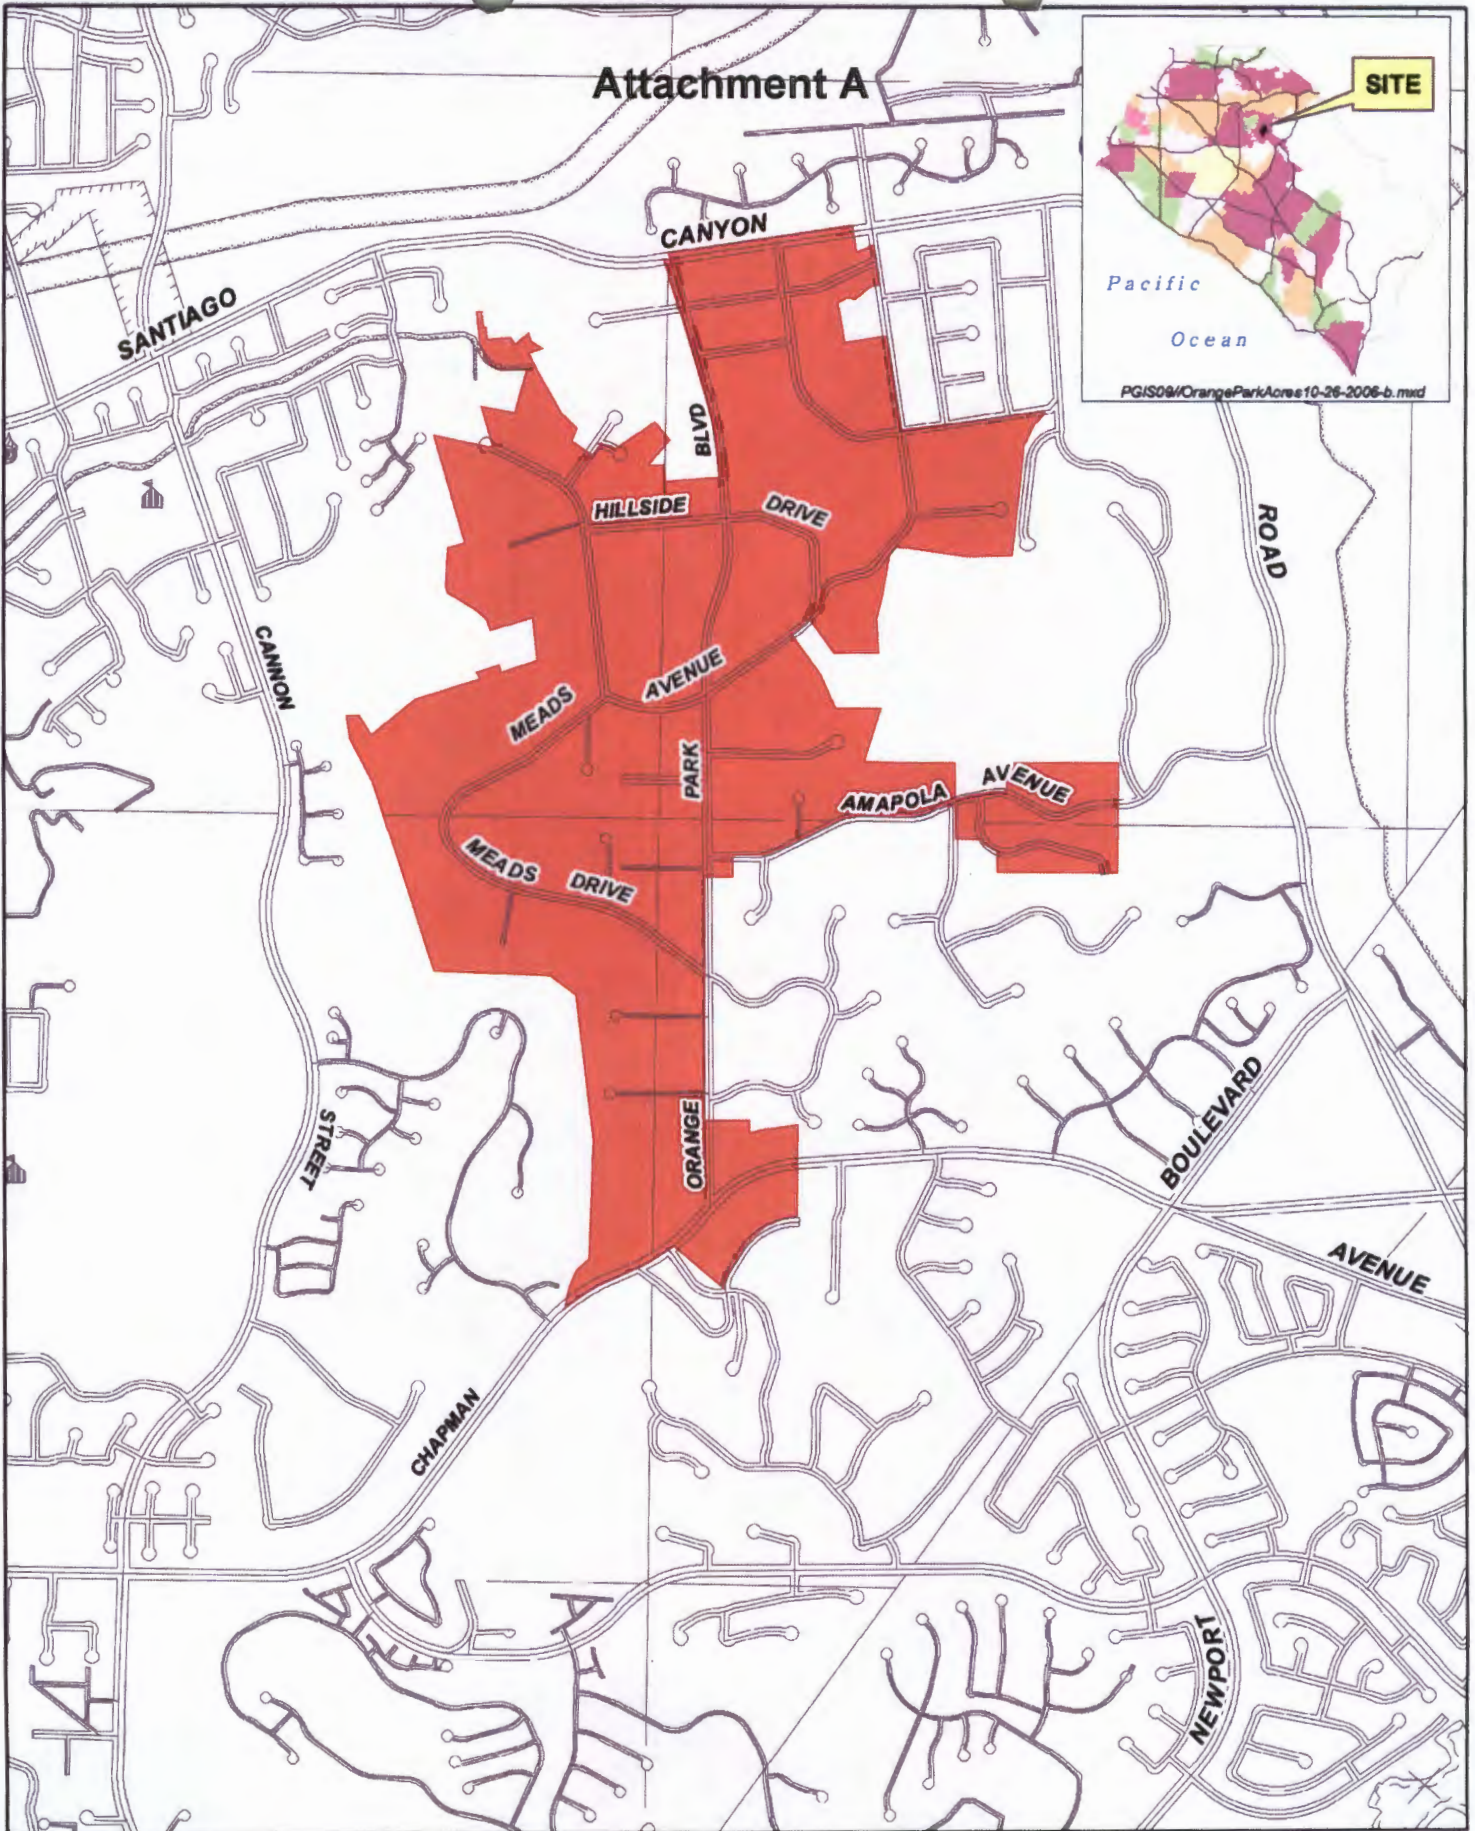 Attachment A
SITE
Pacific
Ocean
PGIS09//OrangeParkAcres10-26-2006-b.mxd
CANYON
SANTIAGO
BLVD
HILLSIDE
DRIVE
ROAD
CANNON
AVENUE
MEADS
PARK
AVENUE
AMAPOLA
MEADS
DRIVE
BOULEVARD
ORANGE
STREET
AVENUE
CHAPMAN
NEWPORT